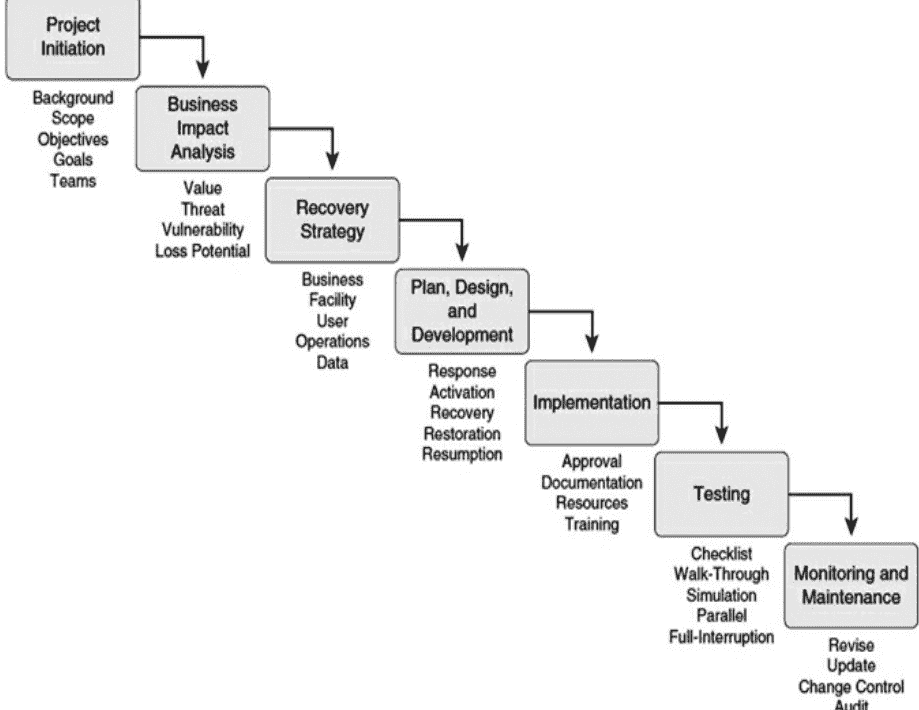 Project
Initiation
Background
Scope
Objectives
Goals
Teams
Business
Impact
Analysis
Value
Threat
Vulnerability
Loss Potential
Recovery
Strategy
Business
Facility
User
Operations
Data
Plan, Design,
and
Development
Response
Activation
Recovery
Restoration
Resumption
Implementation
Approval
Documentation
Resources
Training
Testing
Checklist
Walk-Through
Simulation
Parallel
Full-Interruption
Monitoring and
Maintenance
Revise
Update
Change Control
Audit